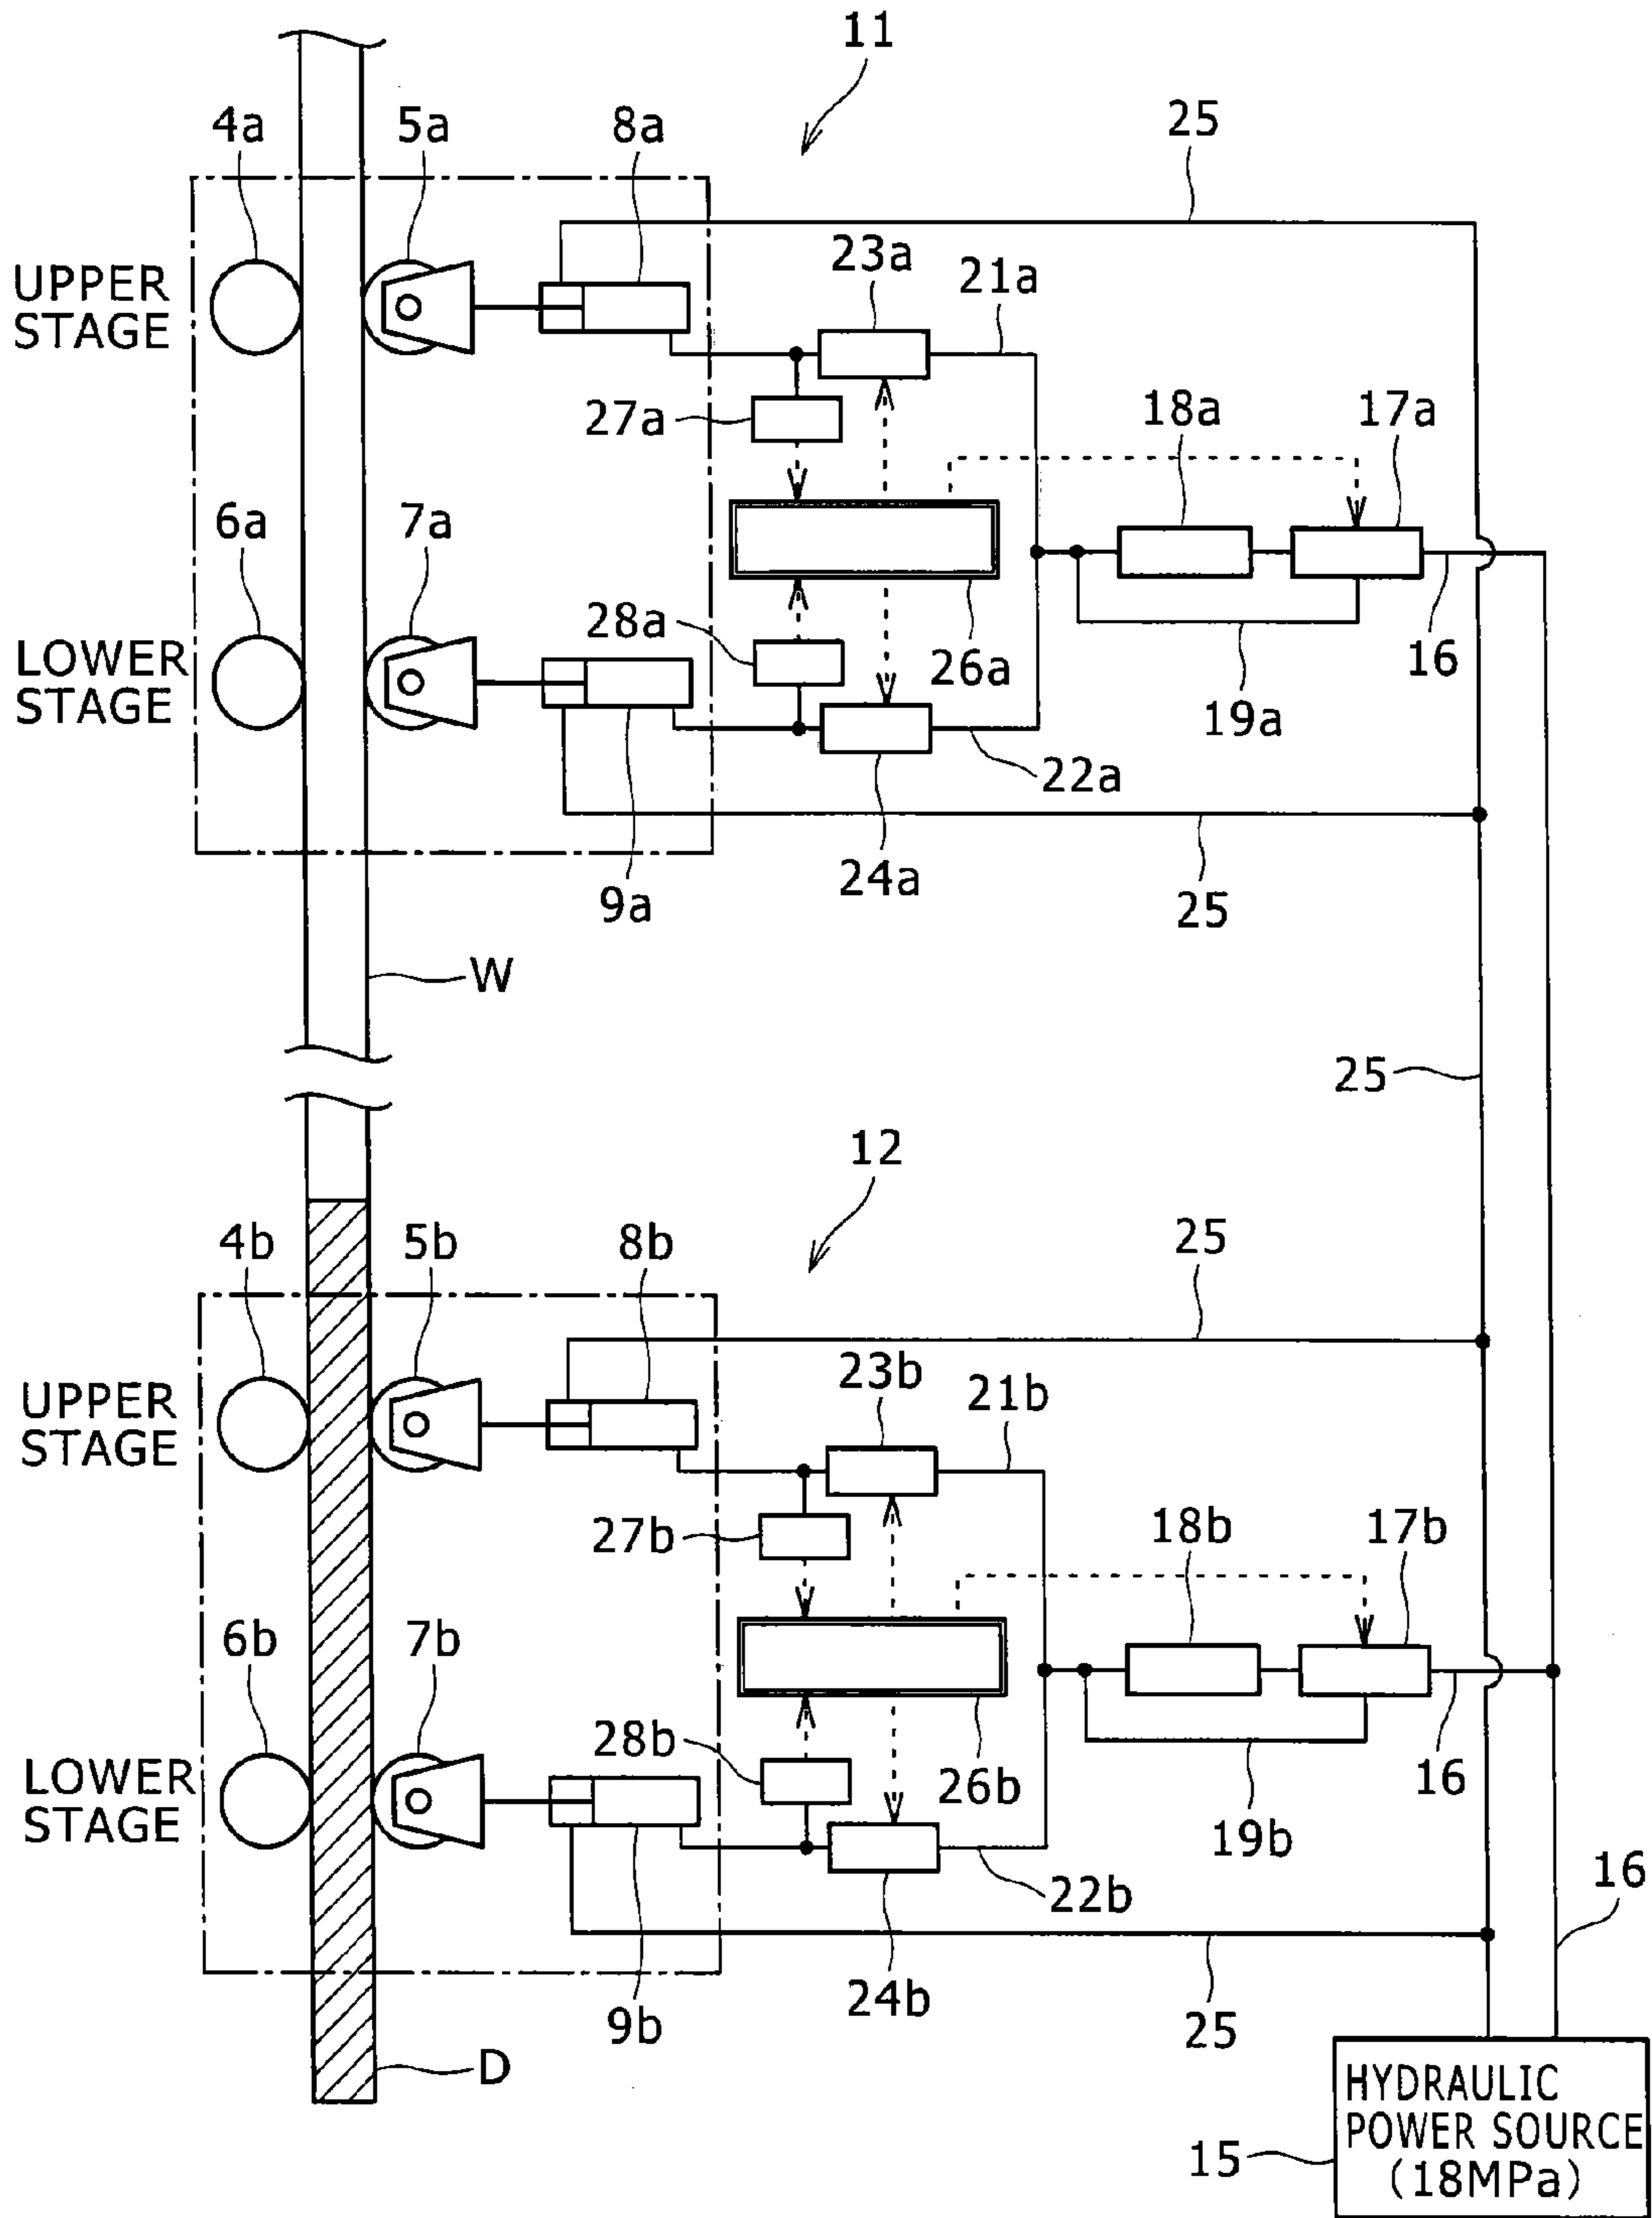 11
4a 5a 8a 25
23a 21a
UPPER
STAGE
27a 18a 17a
6a 7a
28a 26a 16
LOWER
STAGE
19a
22a
9a 24a 25
W
25
12
4b 5b 8b 25
23b 21b
UPPER
STAGE
27b 18b 17b
6b 7b
28b 26b 16
LOWER
STAGE
19b
22b 16
9b 24b 25
D
HYDRAULIC
POWER SOURCE
(18MPa)
15